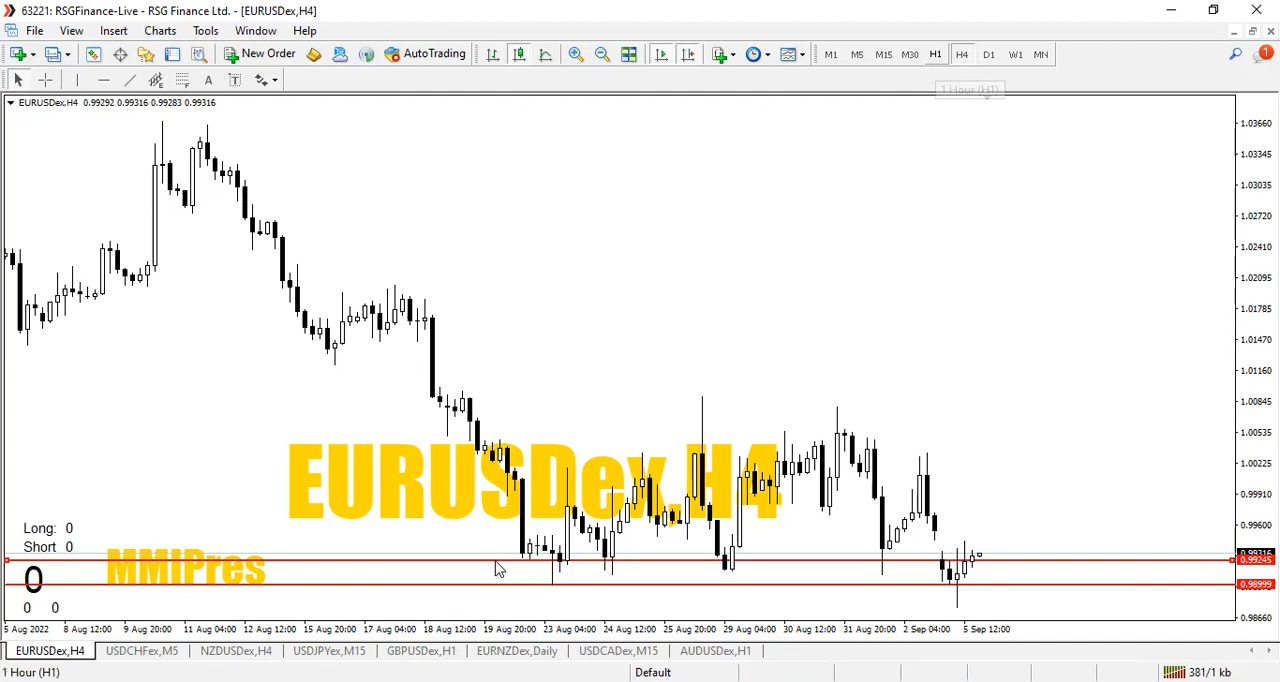 63221: RSGFinance-Live - RSG Finance Ltd. - [EURUSDex,H4]
File View Insert Charts Tools Window Help
New Order AutoTrading M1 M5 M15 M30 H1 H4 D1 W1 MN 1
A T
1 Hour (H1)
EURUSDex,H4 0.99292 0.99316 0.99283 0.99316
1.03660
1.03345
1.03035
1.02720
1.02410
1.02095
1.01785
1.01470
1.01160
1.00845
1.00535
1.00225
0.99910
0.99600
0.99316
0.99245
0.98999
0.98660
EURUSDex,H4
MMIPres
Long: 0
Short 0
0
0 0
5 Aug 2022 8 Aug 12:00 9 Aug 20:00 11 Aug 04:00 12 Aug 12:00 15 Aug 20:00 17 Aug 04:00 18 Aug 12:00 19 Aug 20:00 23 Aug 04:00 24 Aug 12:00 25 Aug 20:00 29 Aug 04:00 30 Aug 12:00 31 Aug 20:00 2 Sep 04:00 5 Sep 12:00
EURUSDex,H4 USDCHFex,M5 NZDUSDex,H4 USDJPYex,M15 GBPUSDex,H1 EURNZDex,Daily USDCADex,M15 AUDUSDex,H1
1 Hour (H1) Default 381/1 kb